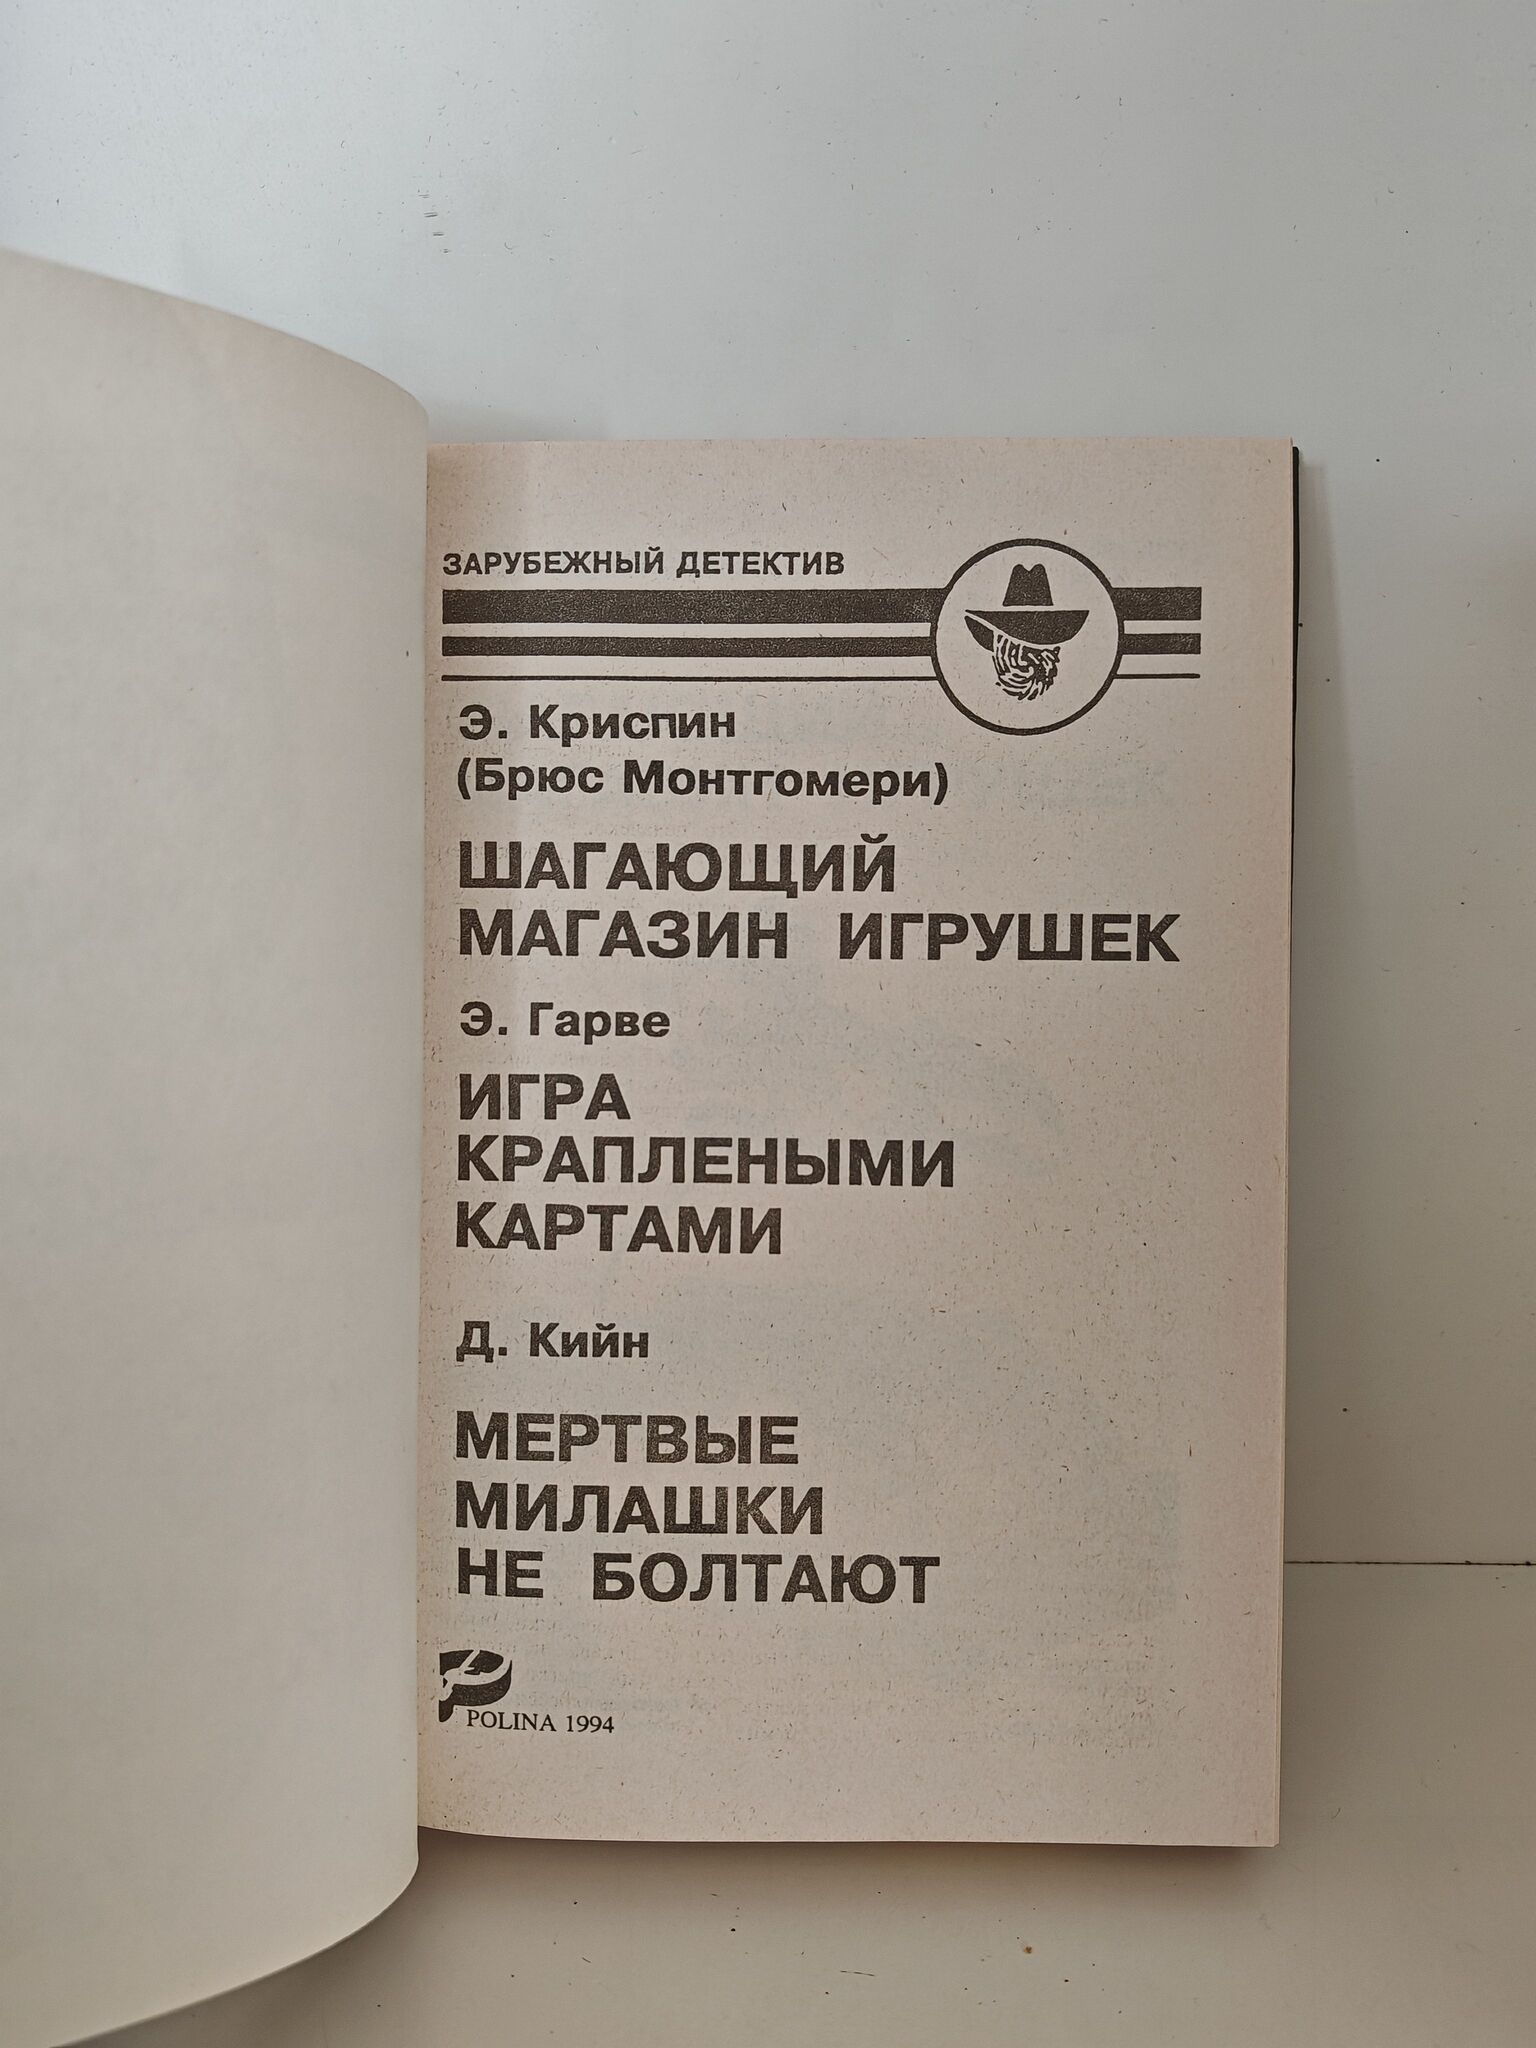 ЗАРУБЕЖНЫЙ ДЕТЕКТИВ
Э. Криспин
(Брюс Монтгомери)
ШАГАЮЩИЙ
МАГАЗИН ИГРУШЕК
Э. Гарве
ИГРА
КРАПЛЕНЫМИ
КАРТАМИ
Д. Кийн
МЕРТВЫЕ
МИЛАШКИ
НЕ БОЛТАЮТ
POLINA 1994